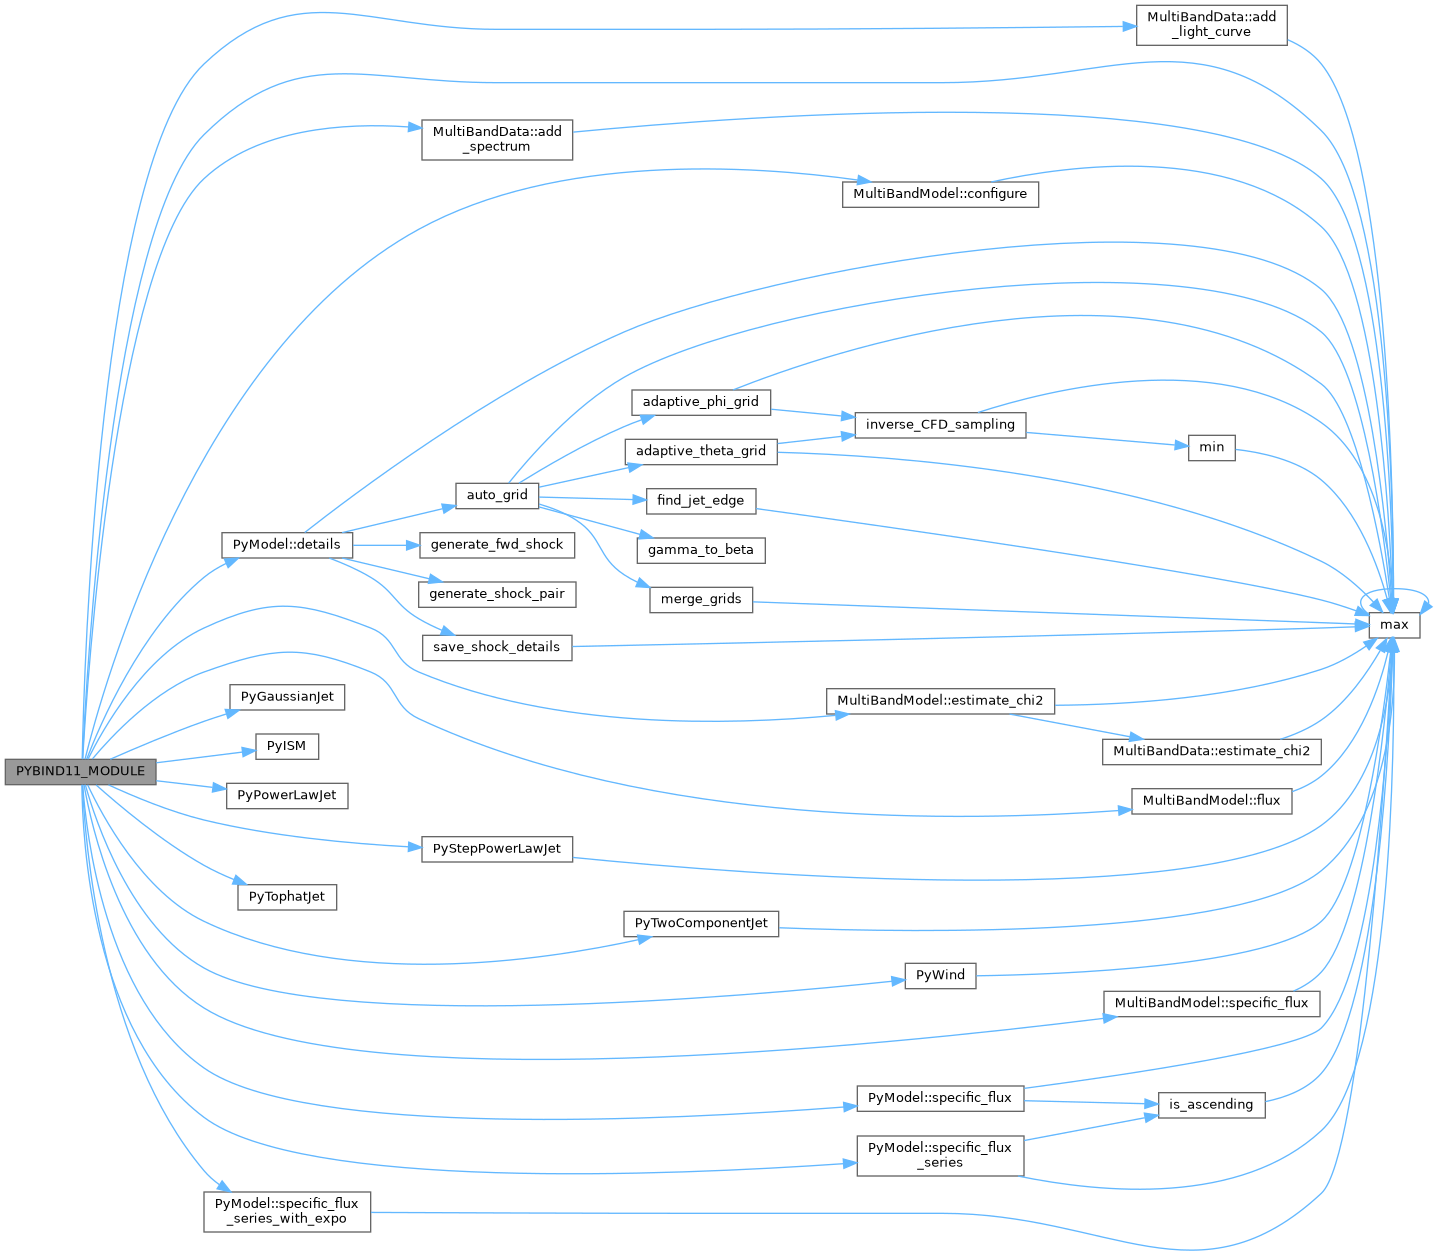 MultiBandData::add
_light_curve
MultiBandData::add
_spectrum
MultiBandModel::configure
adaptive_phi_grid
inverse_CFD_sampling
min
adaptive_theta_grid
auto_grid
find_jet_edge
PyModel::details
generate_fwd_shock
gamma_to_beta
generate_shock_pair
merge_grids
max
save_shock_details
PyGaussianJet
MultiBandModel::estimate_chi2
PyISM
MultiBandData::estimate_chi2
PYBIND11_MODULE
PyPowerLawJet
MultiBandModel::flux
PyStepPowerLawJet
PyTophatJet
PyTwoComponentJet
PyWind
MultiBandModel::specific_flux
PyModel::specific_flux
is_ascending
PyModel::specific_flux
_series
PyModel::specific_flux
_series_with_expo